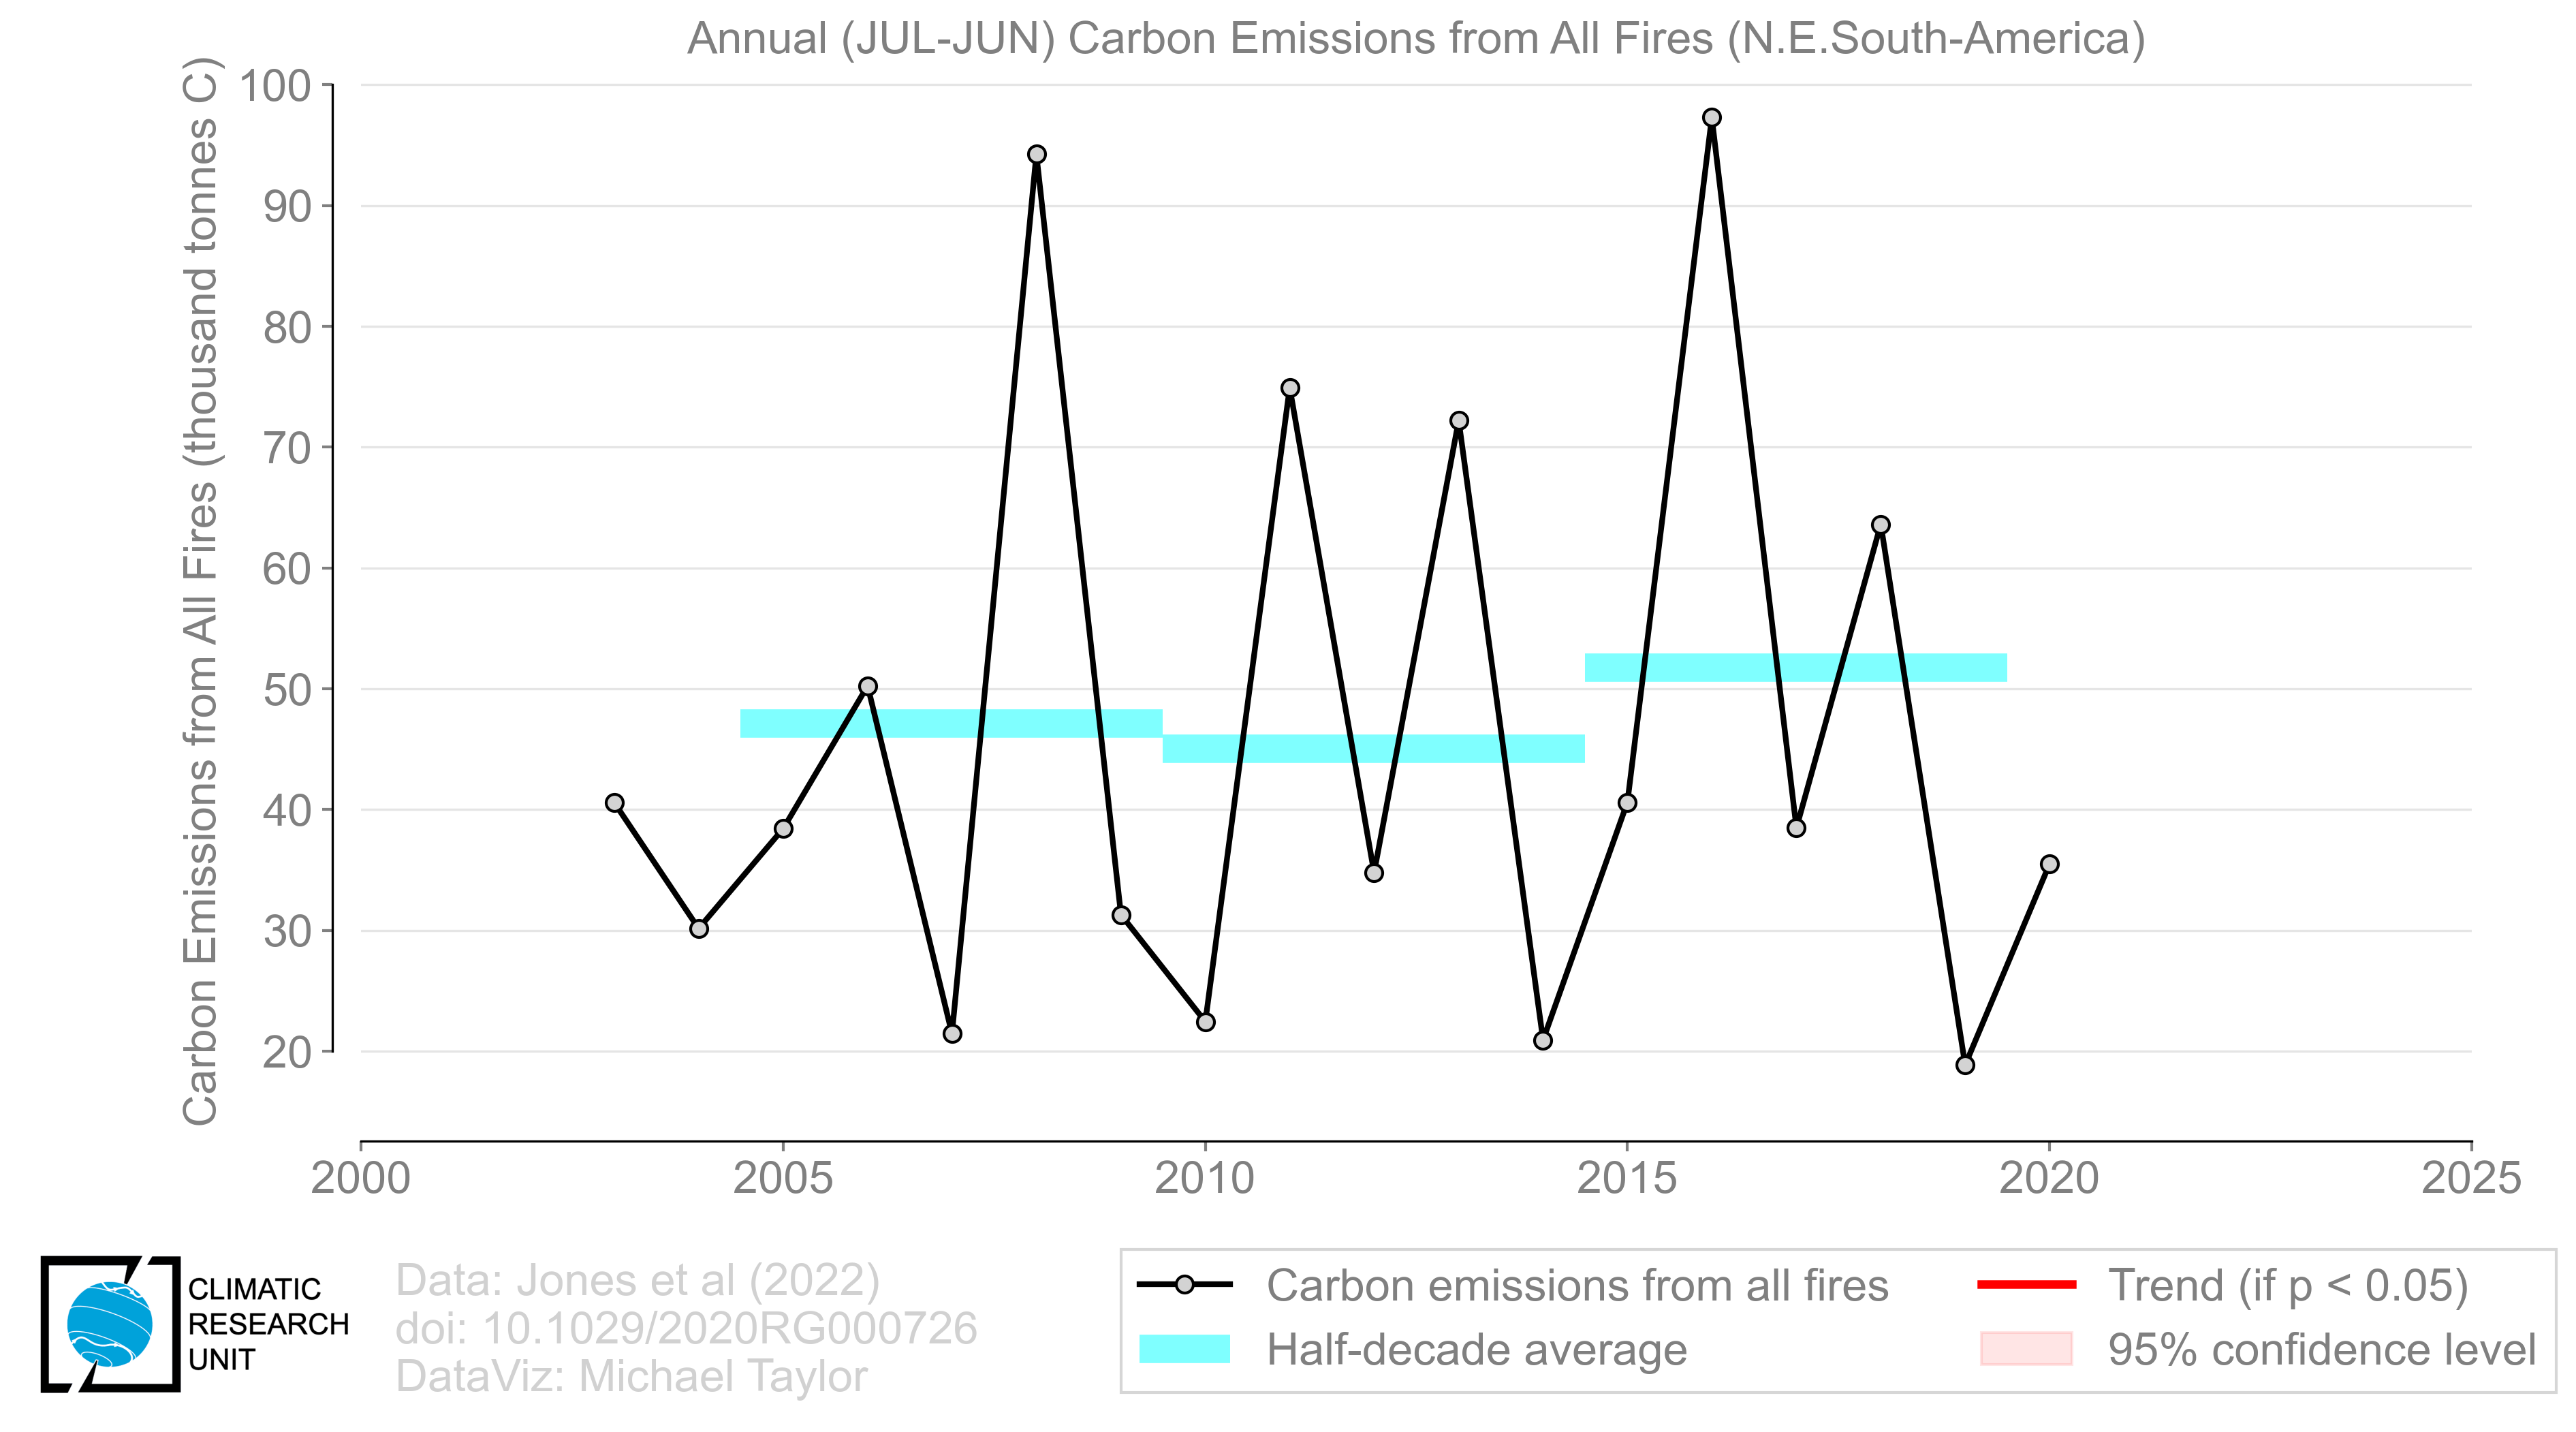 Annual (JUL-JUN) Carbon Emissions from All Fires (N.E.South-America)
Carbon Emissions from All Fires (thousand tonnes C)
100
90
80
70
60
50
40
30
20
2000
2005
2010
2015
2020
2025
CLIMATIC
RESEARCH
UNIT
Data: Jones et al (2022)
doi: 10.1029/2020RG000726
DataViz: Michael Taylor
Carbon emissions from all fires
Half-decade average
Trend (if p < 0.05)
95% confidence level